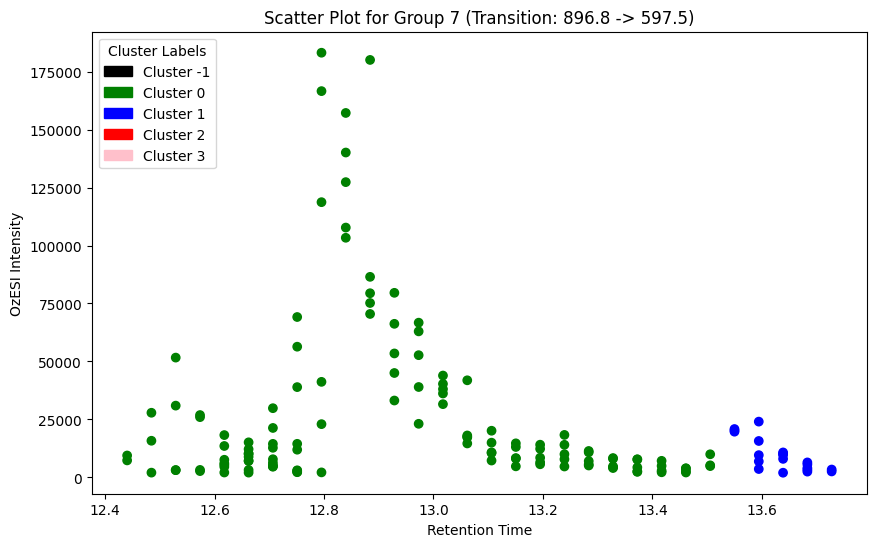 Scatter Plot for Group 7 (Transition: 896.8 -> 597.5)
Cluster Labels
Cluster -1
Cluster 0
Cluster 1
Cluster 2
Cluster 3
OzESI Intensity
175000
150000
125000
100000
75000
50000
25000
0
12.4 12.6 12.8 13.0 13.2 13.4 13.6
Retention Time